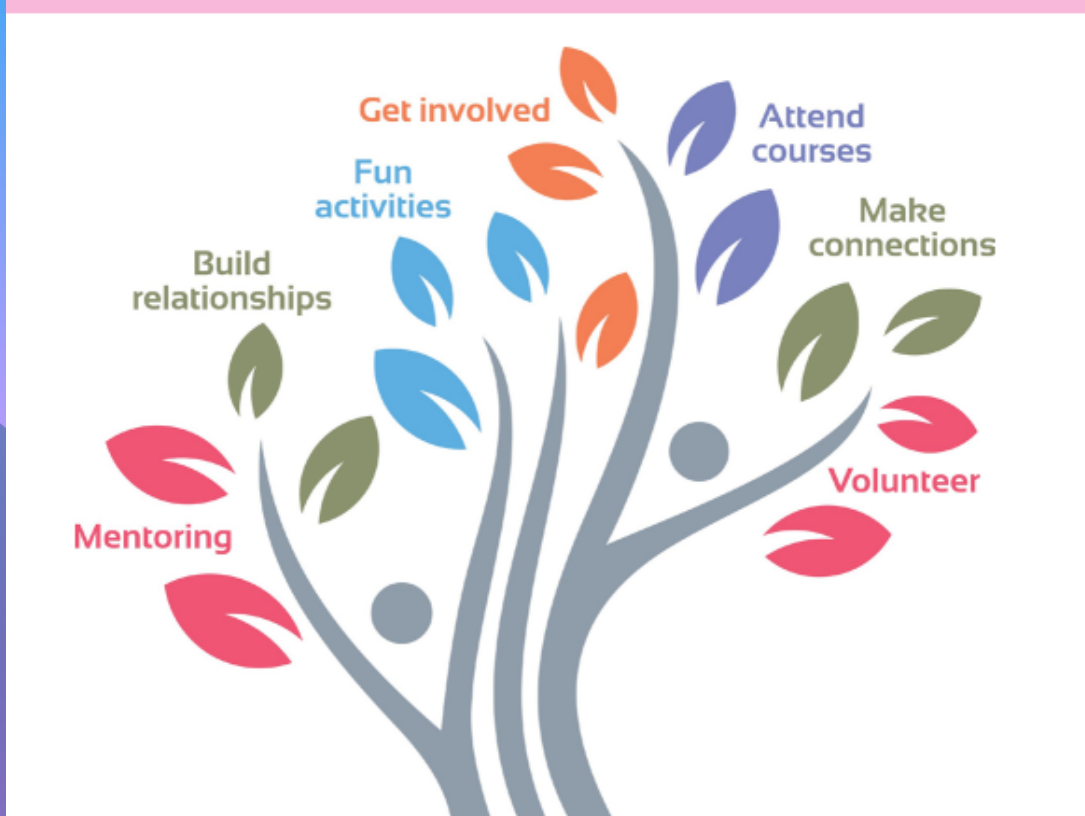 Get involved
Attend
courses
Fun
activities
Make
connections
Build
relationships
Volunteer
Mentoring